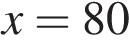 x = 80